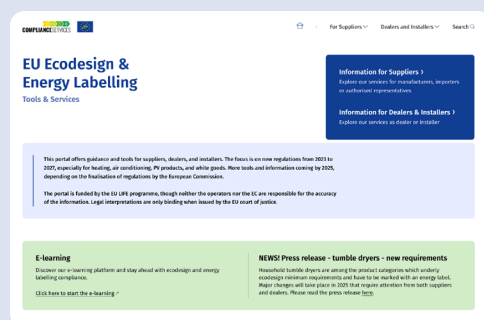 COMPLIANCESERVICES
For Suppliers
Dealers and Installers
Search
EU Ecodesign &
Energy Labelling
Tools & Services
Information for Suppliers >
Explore our services for manufacturers, importers
or authorised representatives
Information for Dealers & Installers >
Explore our services as dealer or installer
This portal offers guidance and tools for suppliers, dealers, and installers. The focus is on new regulations from 2023 to
2027, especially for heating, air conditioning, PV products, and white goods. More tools and information coming by 2025,
depending on the finalisation of regulations by the European Commission.
The portal is funded by the EU LIFE programme, though neither the operators nor the EC are responsible for the accuracy
of the information. Legal interpretations are only binding when issued by the EU court of justice.
E-learning
Discover our e-learning platform and stay ahead with ecodesign and energy
labelling compliance.
Click here to start the e-learning
NEWS! Press release - tumble dryers - new requirements
Household tumble dryers are among the product categories which underly
ecodesign minimum requirements and have to be marked with an energy label.
Major changes will take place in 2025 that require attention from both suppliers
and dealers. Please read the press release here.